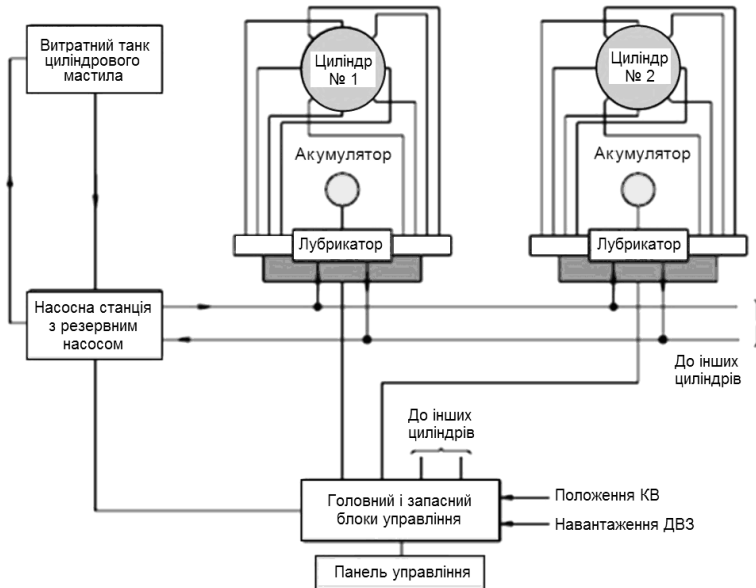 Витратний танк
циліндрового
мастила
Циліндр
№ 1
Циліндр
№ 2
Акумулятор
Акумулятор
Лубрикатор
Лубрикатор
Насосна станція
з резервним
насосом
До інших
циліндрів
До інших
циліндрів
Головний і запасний
блоки управління
Положення КВ
Навантаження ДВЗ
Панель управління